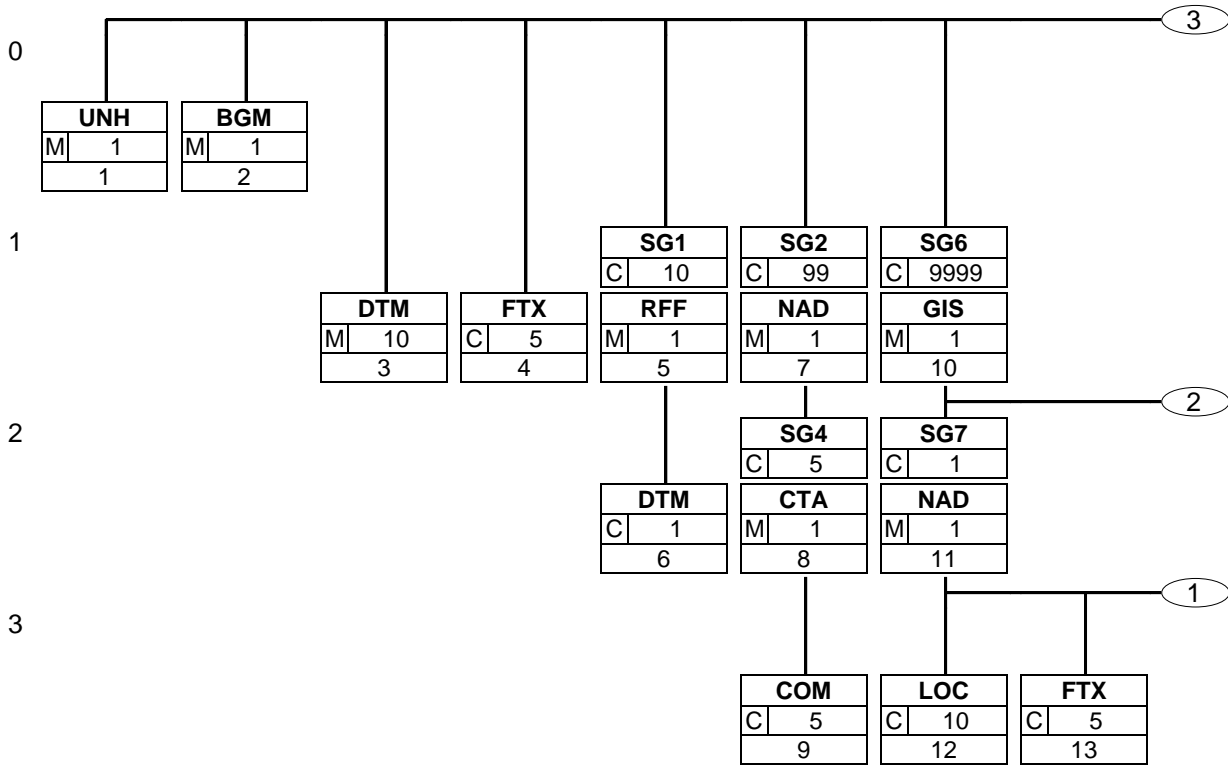 3
0
UNH BGM
M 1 M 1
1 2
1
SG1 SG2 SG6
C 10 C 99 C 9999
DTM FTX RFF NAD GIS
M 10 C 5 M 1 M 1 M 1
3 4 5 7 10
2
2
SG4 SG7
C 5 C 1
DTM CTA NAD
C 1 M 1 M 1
6 8 11
1
3
COM LOC FTX
C 5 C 10 C 5
9 12 13